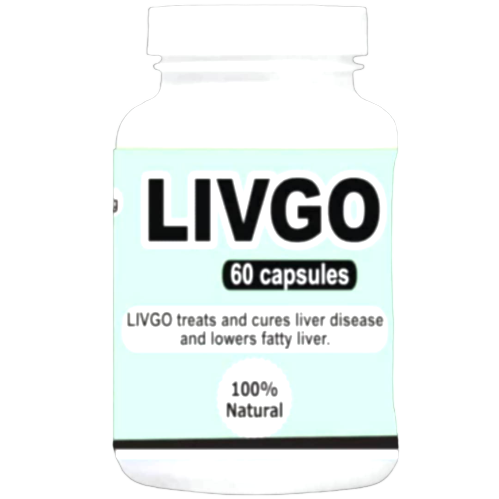 LIVGO
60 capsules
LIVGO treats and cures liver disease
and lowers fatty liver.
100%
Natural